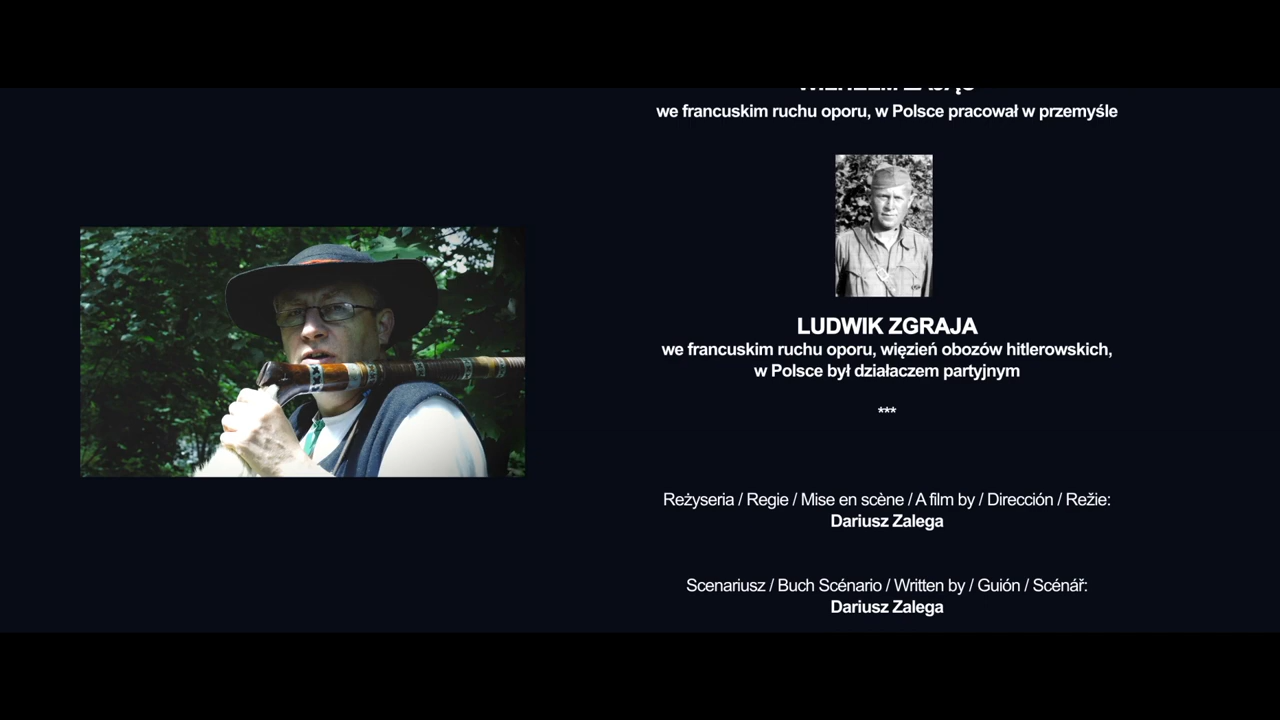 we francuskim ruchu oporu, w Polsce pracował w przemyśle
LUDWIK ZGRAJA
we francuskim ruchu oporu, więzień obozów hitlerowskich,
w Polsce był działaczem partyjnym
***
Reżyseria / Regie / Mise en scène / A film by / Dirección / Režie:
Dariusz Zalega
Scenariusz / Buch Scénario / Written by / Guión / Scénář:
Dariusz Zalega